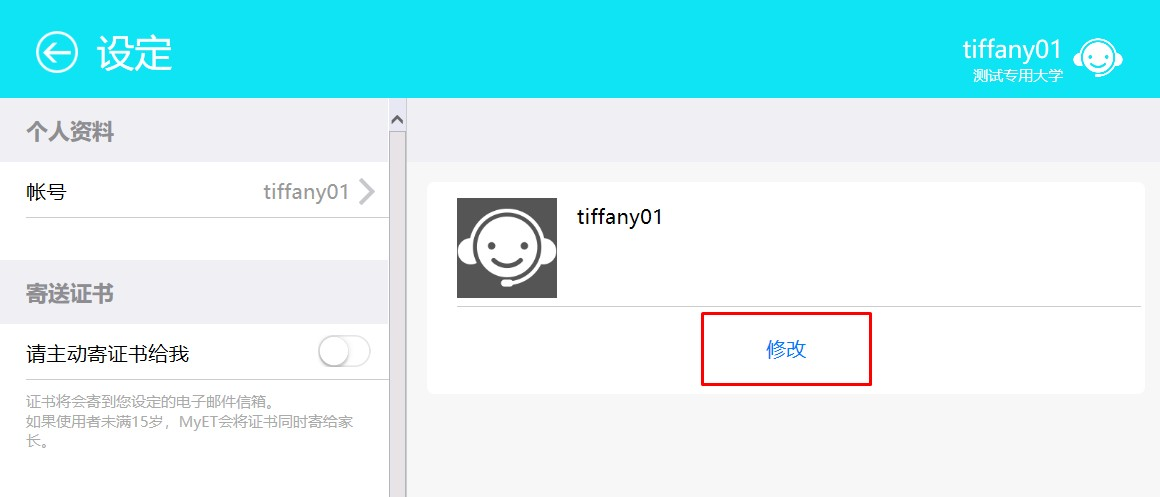 设定
tiffany01
测试专用大学
个人资料
帐号
tiffany01
寄送证书
请主动寄证书给我
证书将会寄到您设定的电子邮件信箱。
如果使用者未满15岁，MyET会将证书同时寄给家
长。
tiffany01
修改